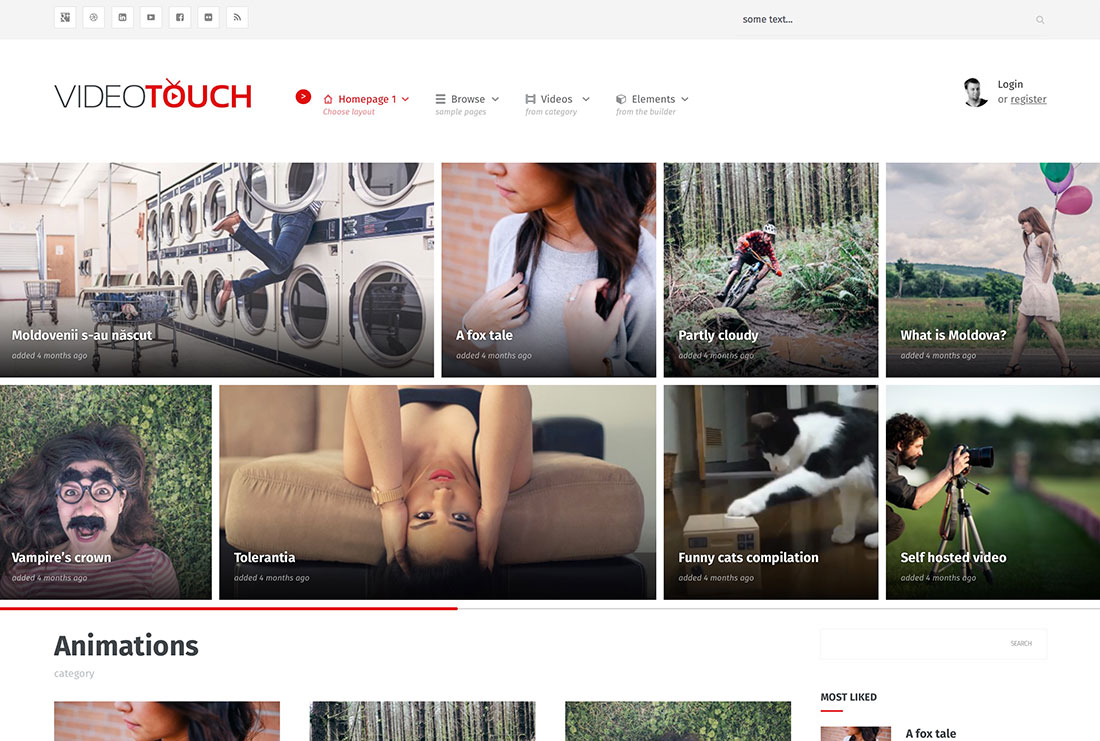 some text...
VIDEOTOUCH
Homepage 1
Choose layout
Browse
sample pages
Videos
from category
Elements
from the builder
Login
or register
Moldovenii s-au născut
added 4 months ago
A fox tale
added 4 months ago
Partly cloudy
added 4 months ago
What is Moldova?
added 4 months ago
Vampire's crown
added 4 months ago
Tolerantia
added 4 months ago
Funny cats compilation
added 4 months ago
Self hosted video
added 4 months ago
Animations
category
SEARCH
MOST LIKED
A fox tale